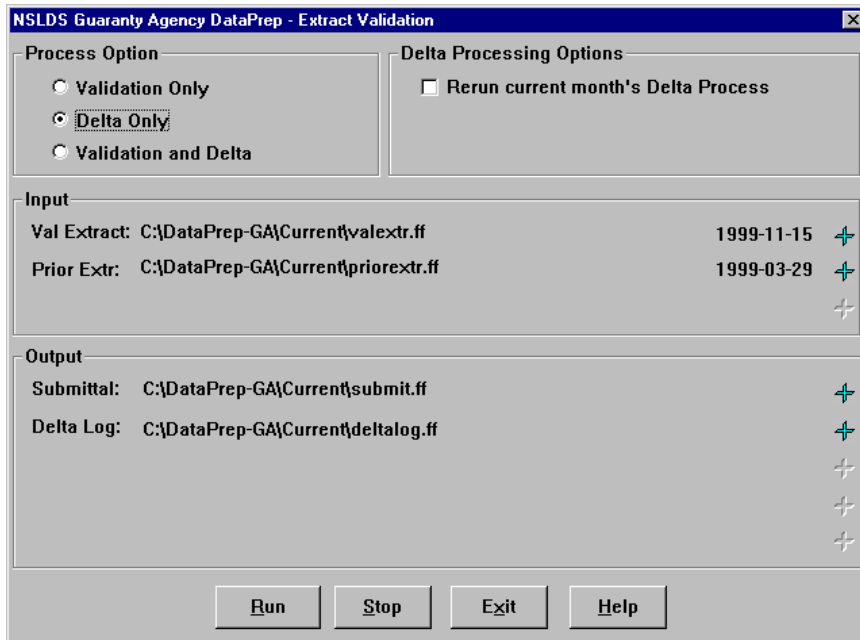 NSLDS Guaranty Agency DataPrep - Extract Validation
Process Option
Validation Only
Delta Only
Validation and Delta
Delta Processing Options
Rerun current month's Delta Process
Input
Val Extract: C:\DataPrep-GA\Current\valextr.ff 1999-11-15
Prior Extr: C:\DataPrep-GA\Current\priorextr.ff 1999-03-29
Output
Submittal: C:\DataPrep-GA\Current\submit.ff
Delta Log: C:\DataPrep-GA\Current\deltalog.ff
Run Stop Exit Help